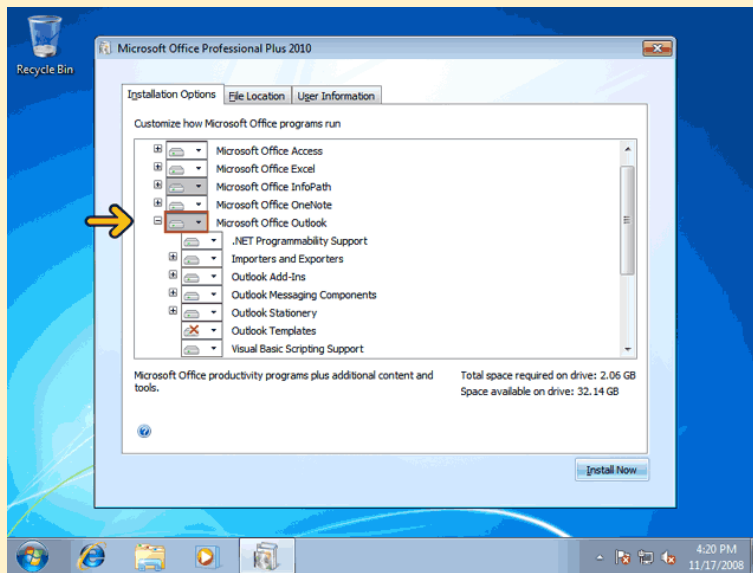 Recycle Bin
Microsoft Office Professional Plus 2010
Installation Options File Location User Information
Customize how Microsoft Office programs run
Microsoft Office Access
Microsoft Office Excel
Microsoft Office InfoPath
Microsoft Office OneNote
Microsoft Office Outlook
.NET Programmability Support
Importers and Exporters
Outlook Add-Ins
Outlook Messaging Components
Outlook Stationery
Outlook Templates
Visual Basic Scripting Support
Microsoft Office productivity programs plus additional content and
tools.
Total space required on drive: 2.06 GB
Space available on drive: 32.14 GB
Install Now
4:20 PM
11/17/2008